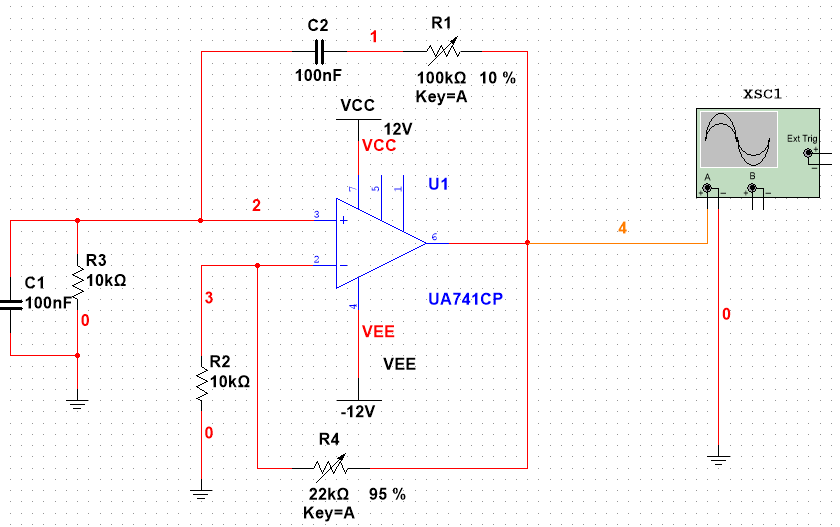 C2
100nF
1
R1
100kΩ 10 %
Key=A
XSC1
Ext Trig
+
−
A
B
+ − + −
VCC
12V
VCC
7
5
1
U1
2
3
+
6
4
2
−
UA741CP
4
VEE
VEE
-12V
C1
100nF
R3
10kΩ
0
3
R2
10kΩ
0
0
R4
22kΩ 95 %
Key=A